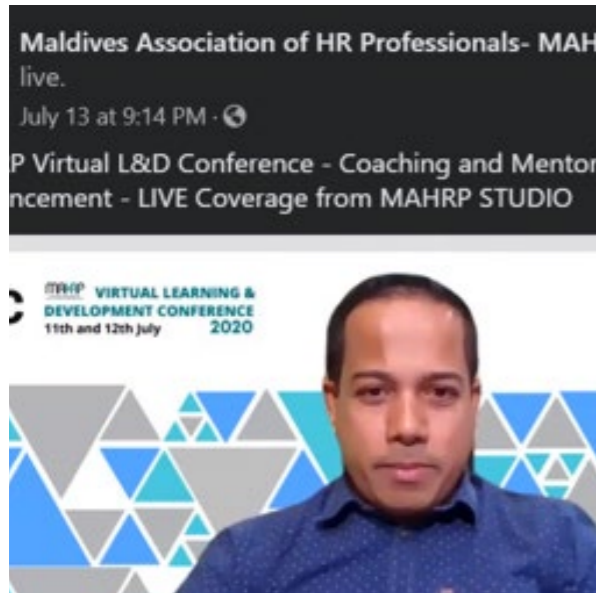 Maldives Association of HR Professionals- MAH
live.
July 13 at 9:14 PM ·
P Virtual L&D Conference - Coaching and Mentor
ncement - LIVE Coverage from MAHRP STUDIO
C
MAHRP VIRTUAL LEARNING &
DEVELOPMENT CONFERENCE
11th and 12th July 2020